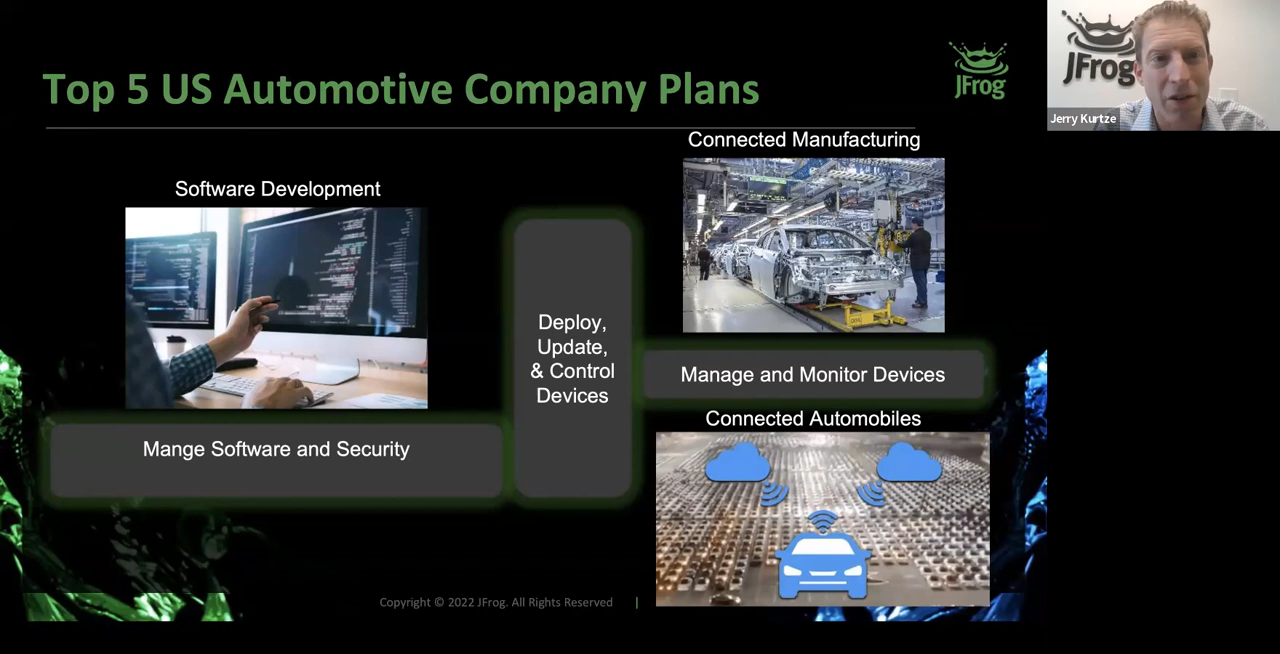 Top 5 US Automotive Company Plans
JFrog
JFrog
Jerry Kurtze
Connected Manufacturing
Software Development
Deploy,
Update,
& Control
Devices
Manage and Monitor Devices
Connected Automobiles
Mange Software and Security
Copyright © 2022 JFrog. All Rights Reserved |